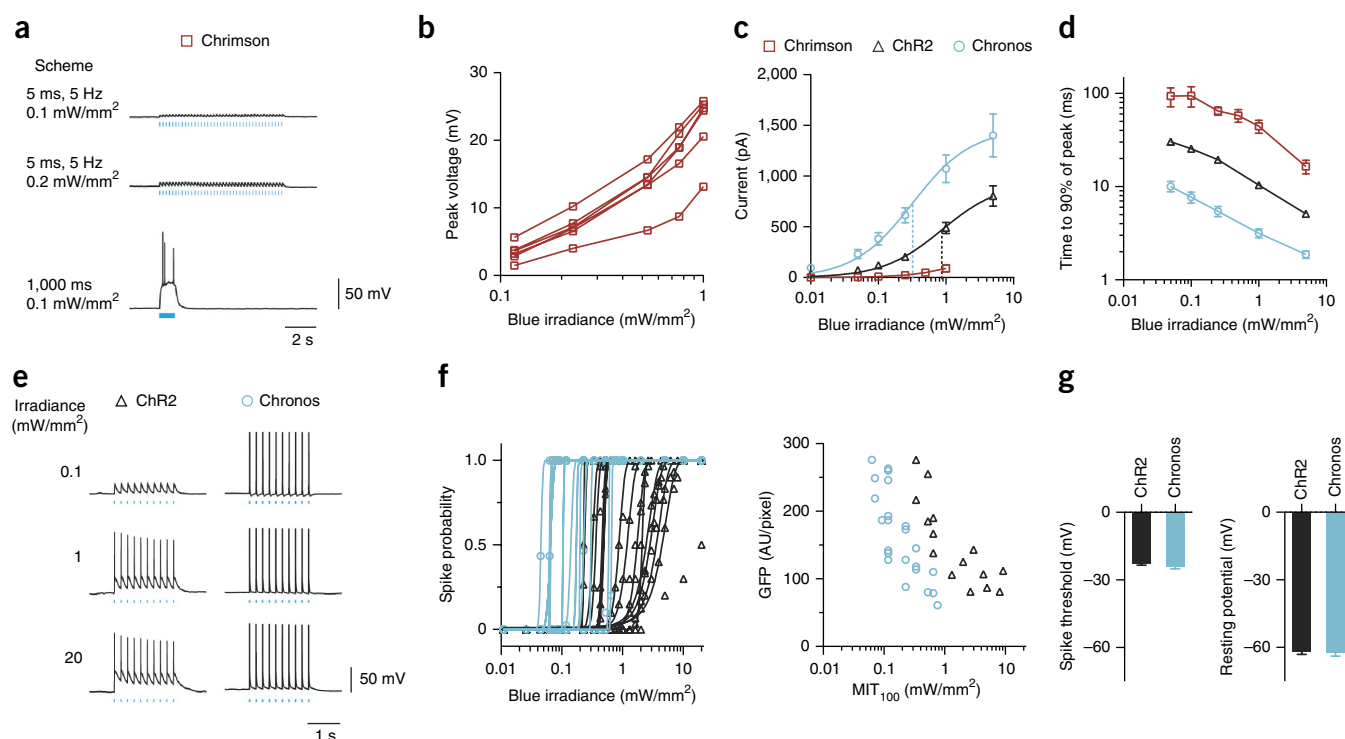 a
Chrimson
Scheme
5 ms, 5 Hz
0.1 mW/mm2
5 ms, 5 Hz
0.2 mW/mm2
1,000 ms
0.1 mW/mm2
50 mV
2 s
b
Peak voltage (mV)
30
20
10
0
0.1
1
Blue irradiance (mW/mm2)
c
Chrimson
ChR2
Chronos
Current (pA)
2,000
1,500
1,000
500
0
0.01
0.1
1
10
Blue irradiance (mW/mm2)
d
Time to 90% of peak (ms)
100
10
1
0.01
0.1
1
10
Blue irradiance (mW/mm2)
e
Irradiance
(mW/mm2)
ChR2
Chronos
0.1
1
20
50 mV
1 s
f
Spike probability
1.0
0.5
0
0.01
0.1
1
10
Blue irradiance (mW/mm2)
GFP (AU/pixel)
300
250
200
150
100
50
0
0.01
0.1
1
10
MIT100 (mW/mm2)
g
ChR2
Chronos
Spike threshold (mV)
0
−30
−60
ChR2
Chronos
Resting potential (mV)
0
−30
−60